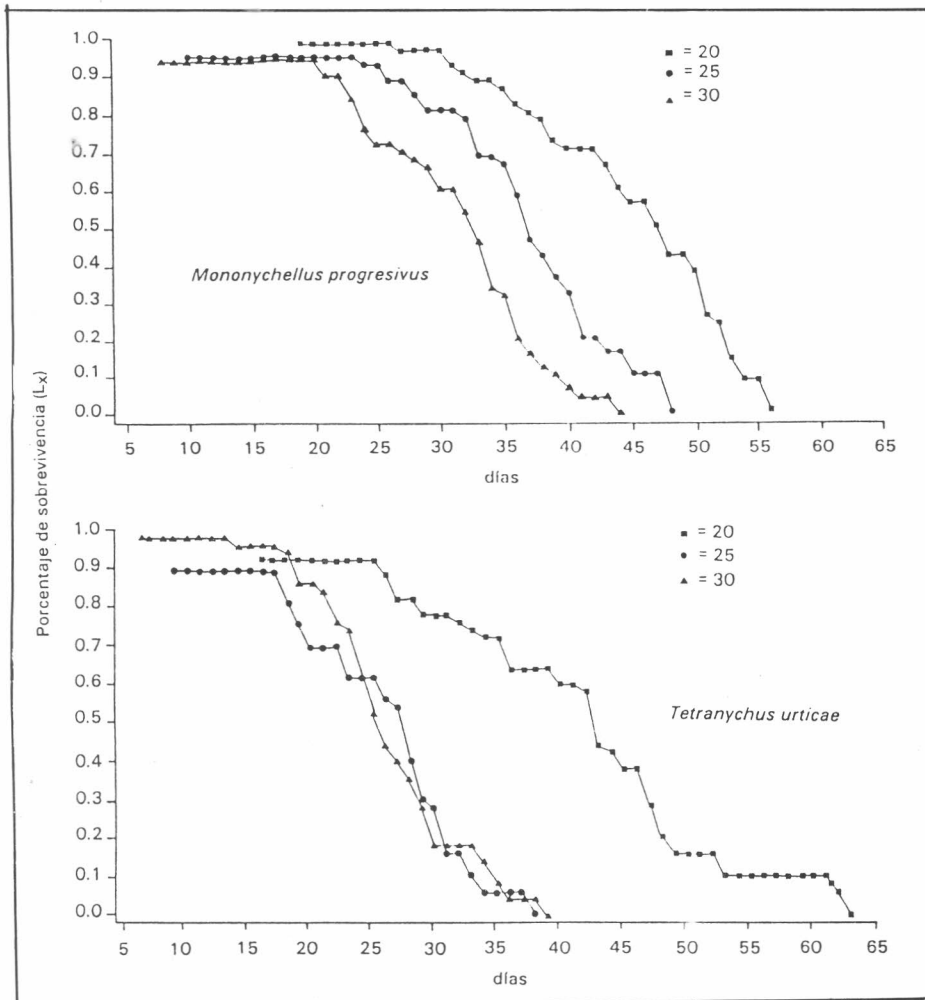 Porcentaje de sobrevivencia (Lx)
1.0
0.9
0.8
0.7
0.6
0.5
0.4
0.3
0.2
0.1
0.0
■ = 20
● = 25
▲ = 30
Mononychellus progresivus
5 10 15 20 25 30 35 40 45 50 55 60 65
días
1.0
0.9
0.8
0.7
0.6
0.5
0.4
0.3
0.2
0.1
0.0
■ = 20
● = 25
▲ = 30
Tetranychus urticae
5 10 15 20 25 30 35 40 45 50 55 60 65
días